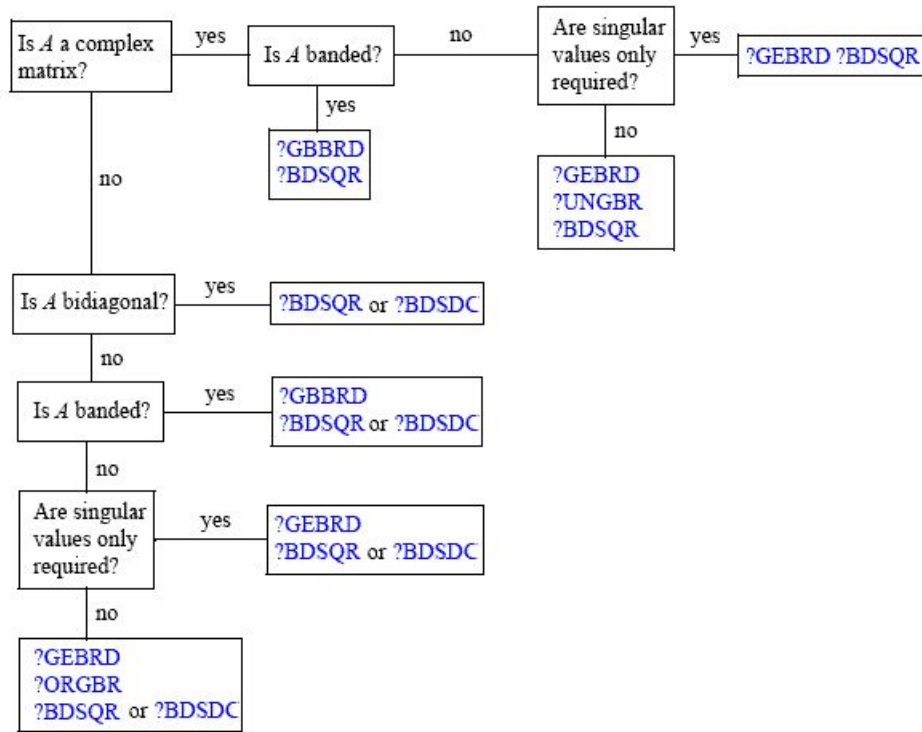 Is A a complex
matrix?
yes
Is A banded?
no
Are singular
values only
required?
yes
?GEBRD ?BDSQR
yes
?GBBRD
?BDSQR
no
?GEBRD
?UNGBR
?BDSQR
no
Is A bidiagonal?
yes
?BDSQR or ?BDSDC
no
Is A banded?
yes
?GBBRD
?BDSQR or ?BDSDC
no
Are singular
values only
required?
yes
?GEBRD
?BDSQR or ?BDSDC
no
?GEBRD
?ORGBR
?BDSQR or ?BDSDC